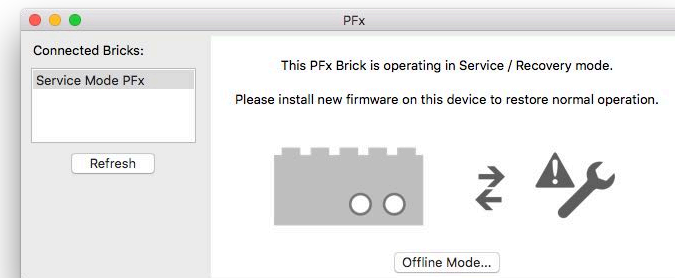 PFx
Connected Bricks:
Service Mode PFx
Refresh
This PFx Brick is operating in Service / Recovery mode.
Please install new firmware on this device to restore normal operation.
Offline Mode...